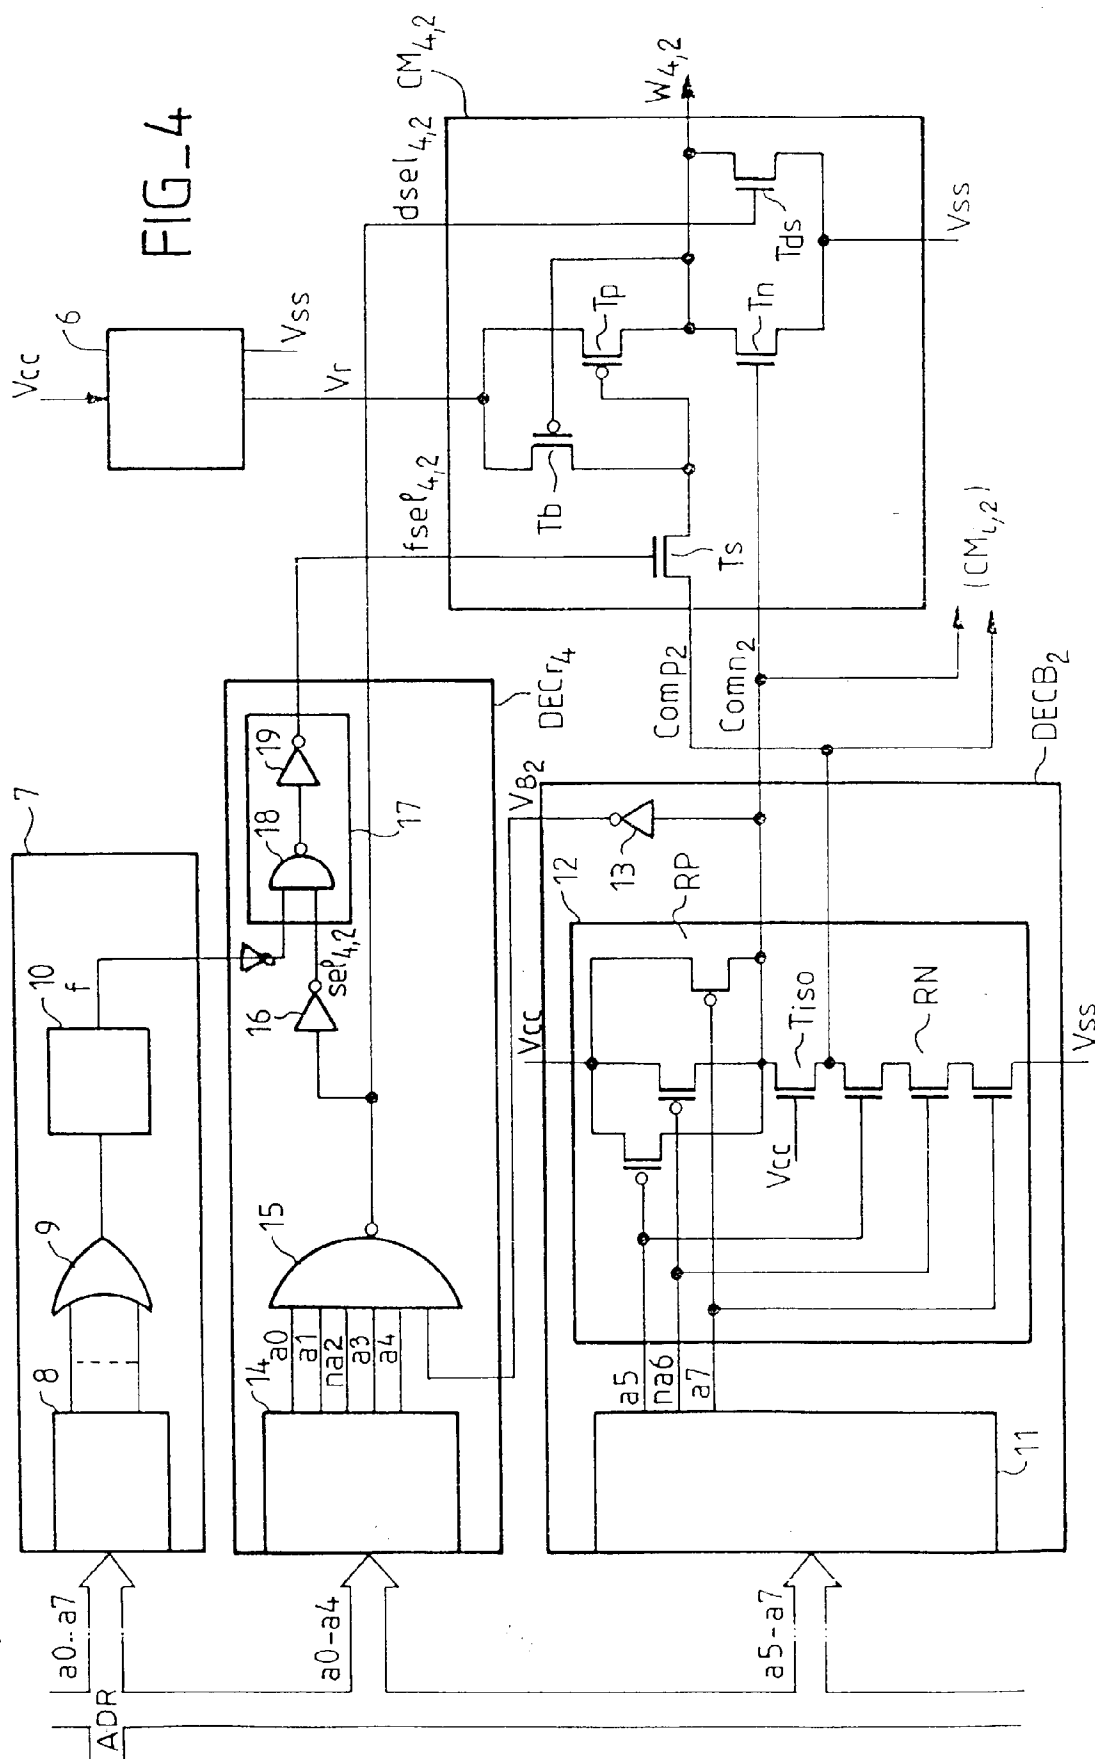 FIG_4
Vcc
6
Vss
Vr
dsel4,2
CM4,2
W4,2
fsel4,2
Tb
Tp
Ts
Tn
Tds
Vss
Comp2
Comn2
(CMi,2)
7
8
9
10
f
DECr4
14
a0
a1
na2
a3
a4
15
16
sel4,2
17
18
19
VB2
DECB2
11
a5
na6
a7
12
13
RP
Vcc
Vcc
Tiso
RN
Vss
ADR
a0..a7
a0-a4
a5-a7